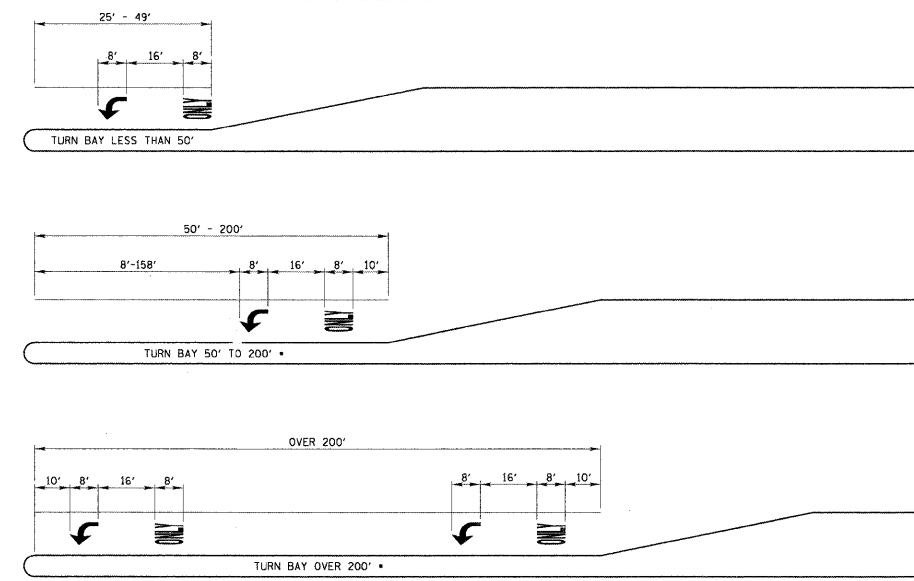 25' - 49'
8' 16' 8'
ONLY
TURN BAY LESS THAN 50'
50' - 200'
8'-158' 8' 16' 8' 10'
ONLY
TURN BAY 50' TO 200' *
OVER 200'
10' 8' 16' 8' 8' 16' 8' 10'
ONLY ONLY
TURN BAY OVER 200' *